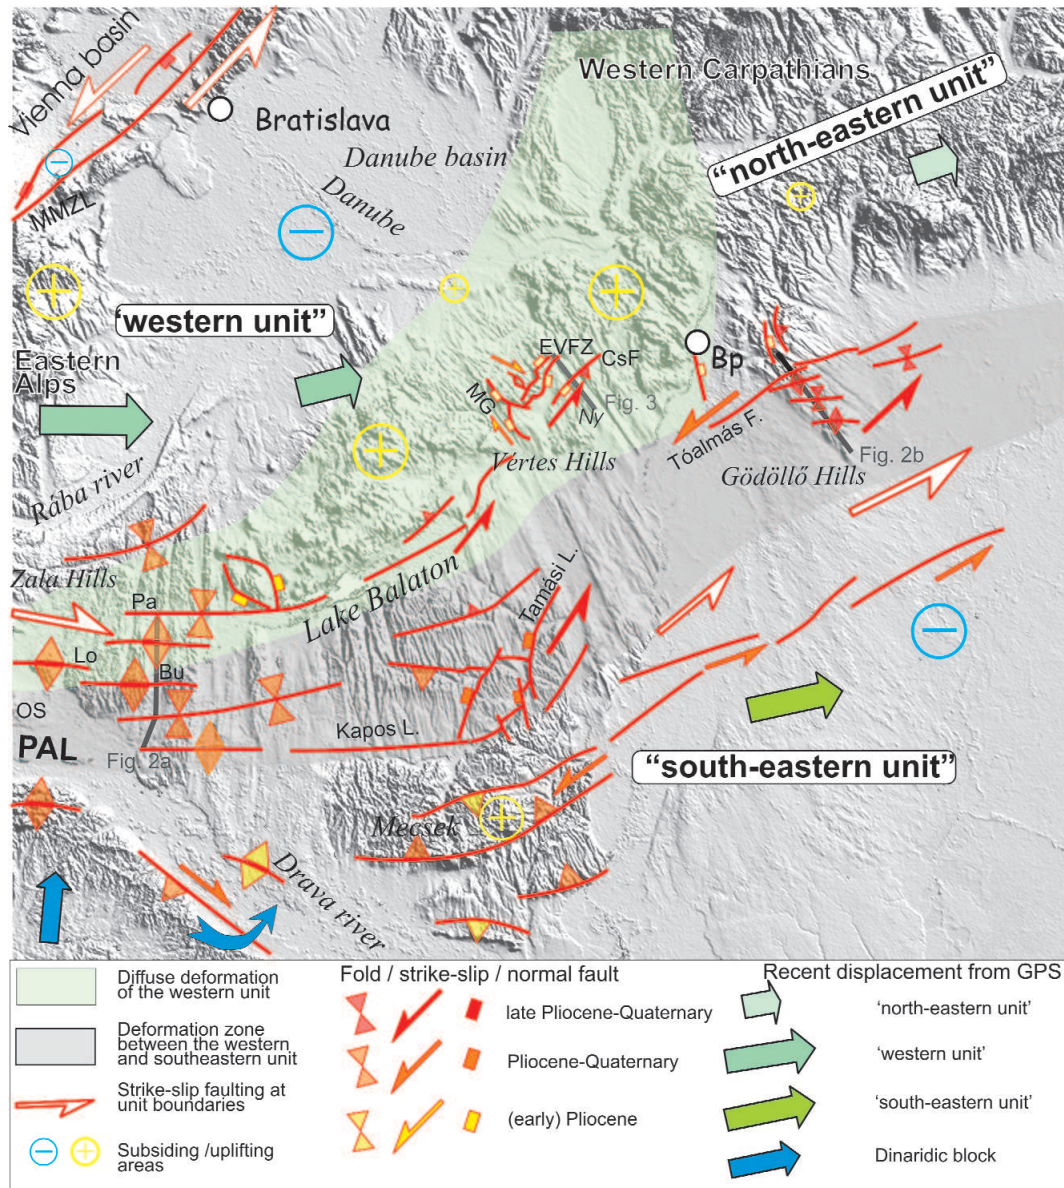 Vienna basin
Bratislava
Western Carpathians
"north-eastern unit"
Danube basin
Danube
MMZL
'western unit"
Eastern
Alps
EVFZ
CsF
Bp
MG
Fig. 3
Ny
Vértes Hills
Tóalmás F.
Fig. 2b
Gödöllő Hills
Rába river
Zala Hills
Pa
Lake Balaton
Tamási L.
Lo
Bu
OS
PAL
Kapos L.
Fig. 2a
"south-eastern unit"
Mecsek
Drava river
Diffuse deformation
of the western unit
Deformation zone
between the western
and southeastern unit
Strike-slip faulting at
unit boundaries
Subsiding /uplifting
areas
Fold / strike-slip / normal fault
late Pliocene-Quaternary
Pliocene-Quaternary
(early) Pliocene
Recent displacement from GPS
'north-eastern unit'
'western unit'
'south-eastern unit'
Dinaridic block